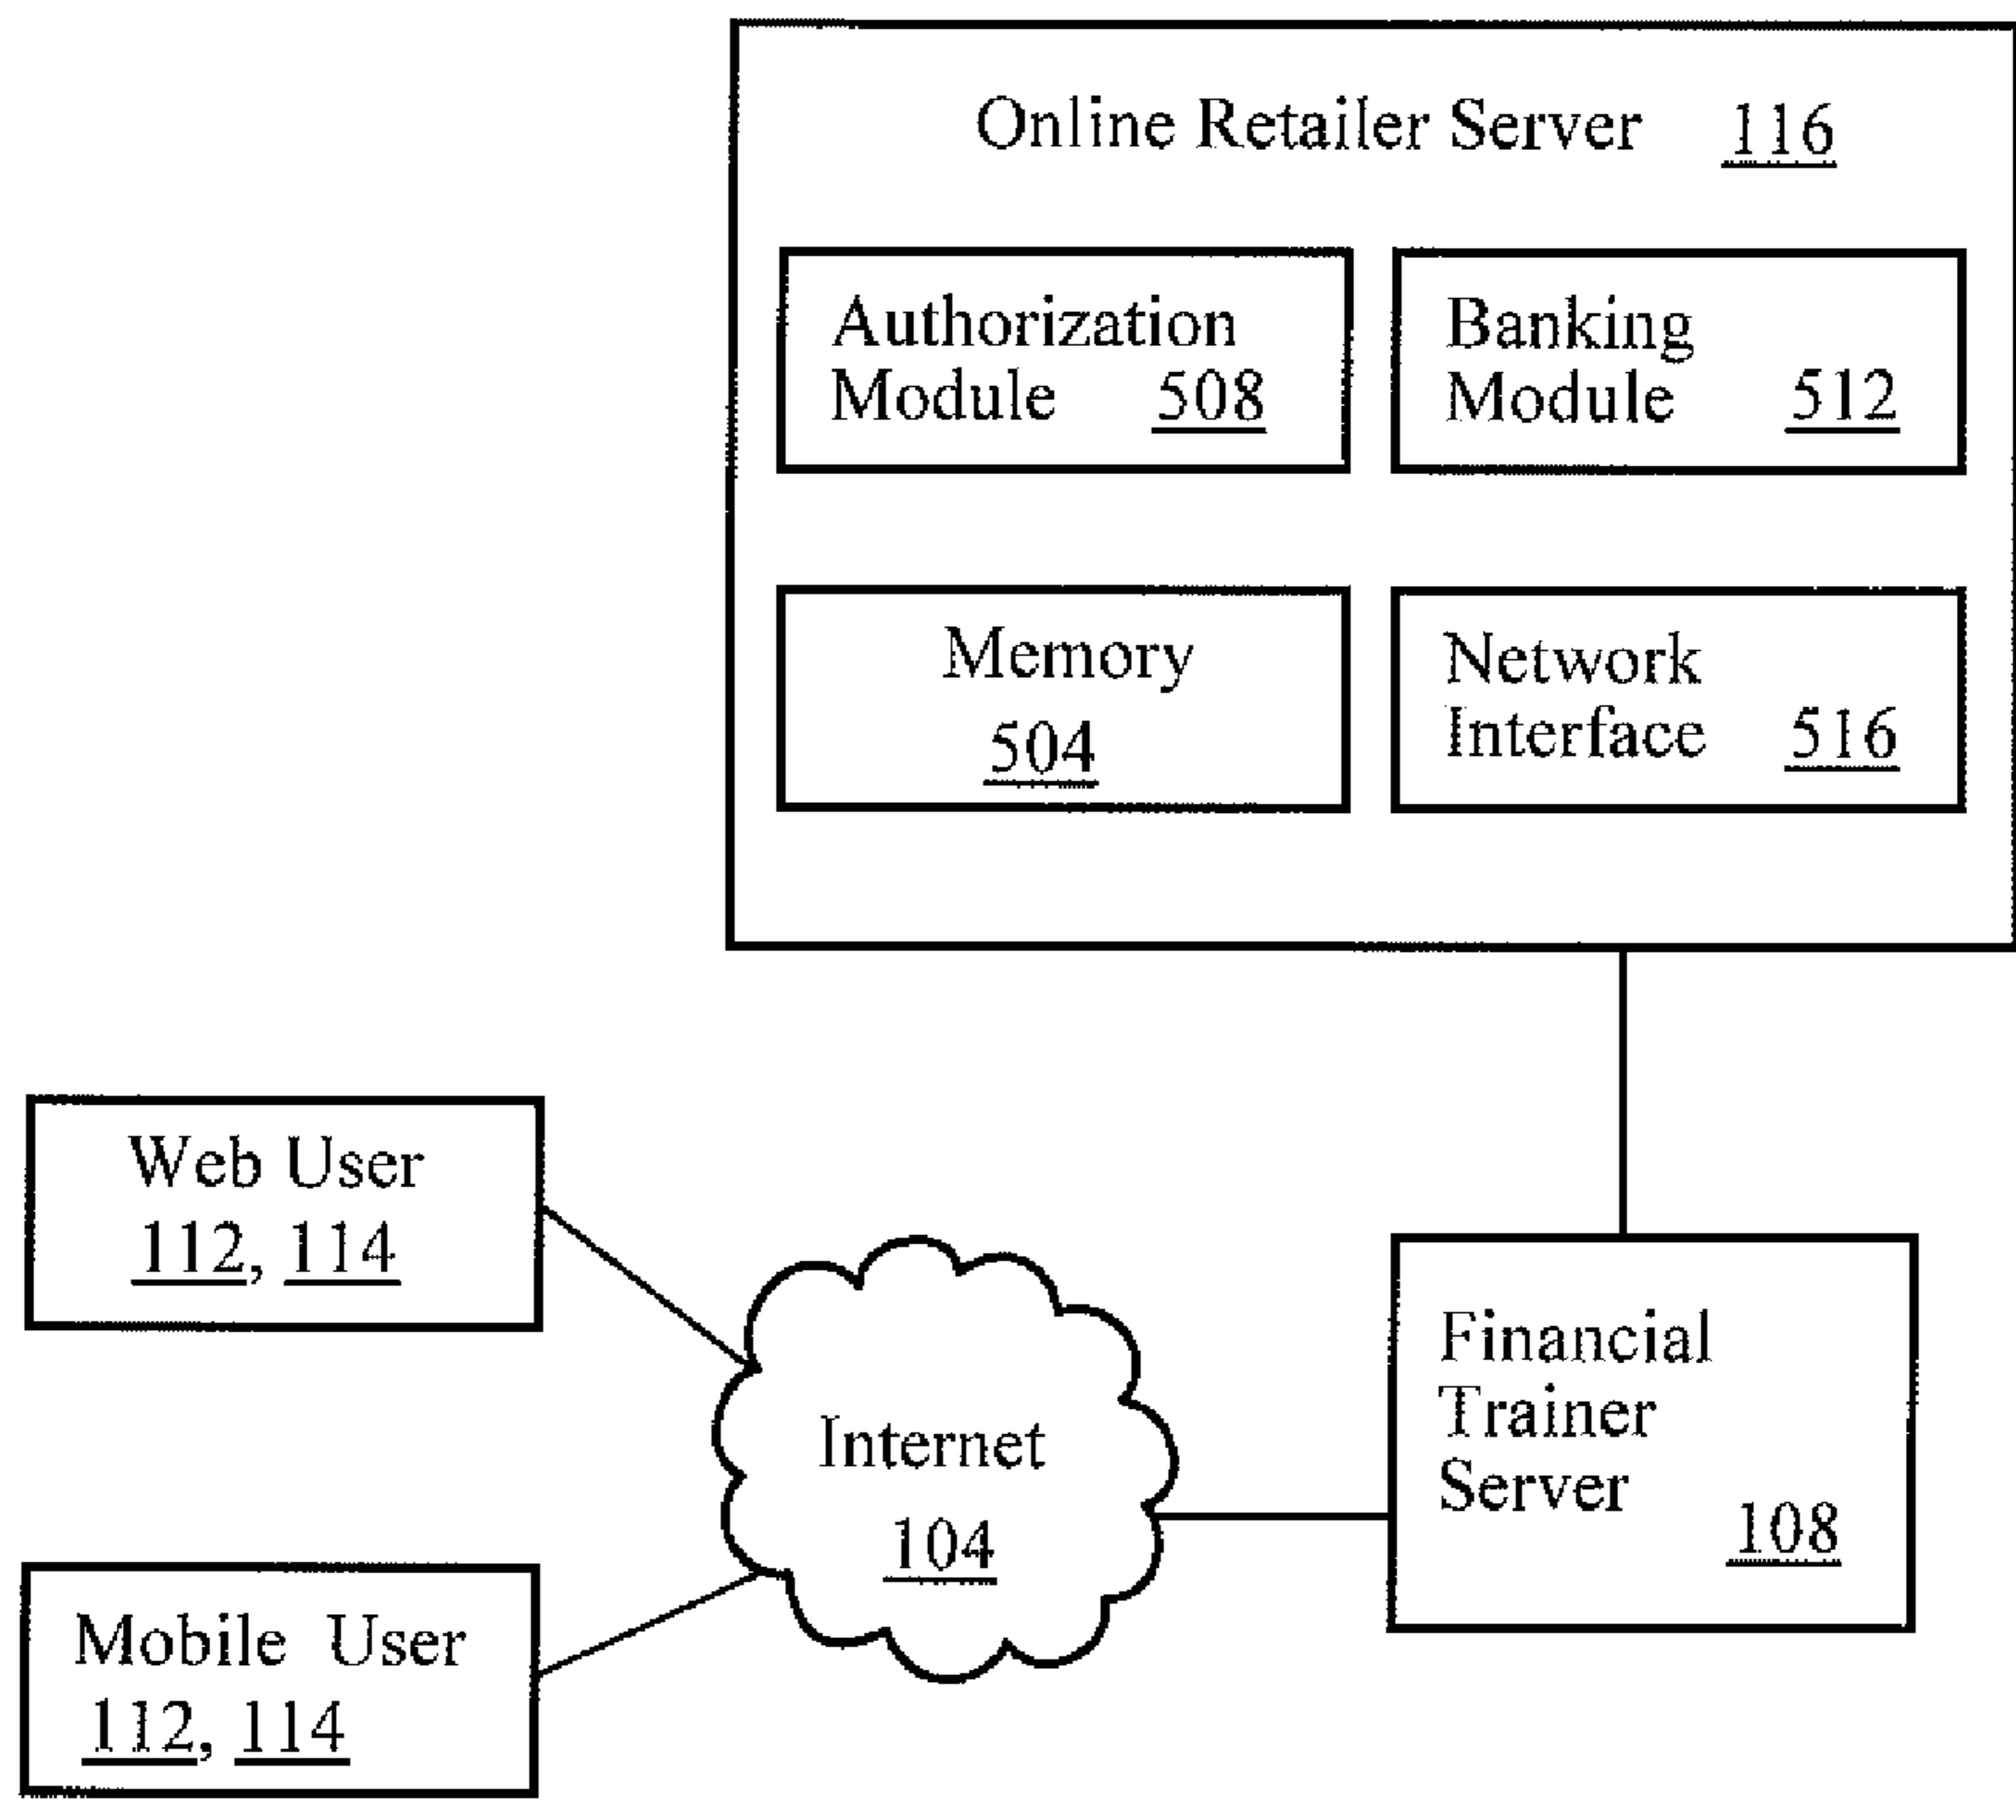 Online Retailer Server 116
Authorization
Module 508
Banking
Module 512
Memory
504
Network
Interface 516
Web User
112, 114
Internet
104
Financial
Trainer
Server
108
Mobile User
112, 114